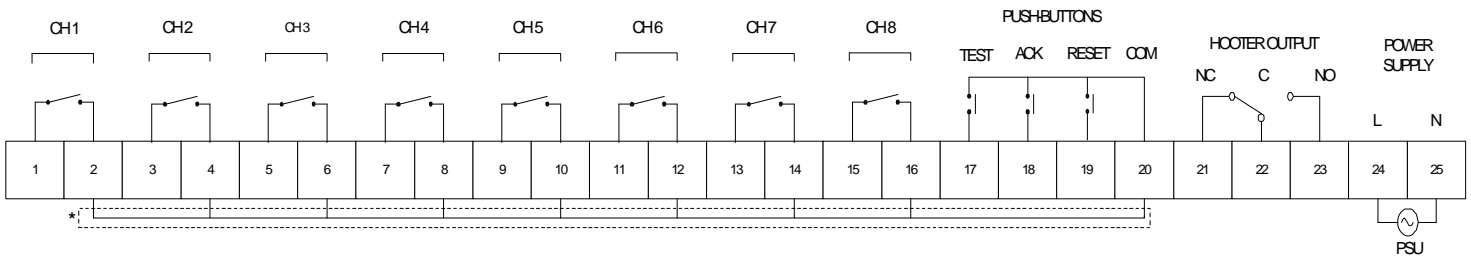 CH1 CH2 CH3 CH4 CH5 CH6 CH7 CH8
PUSH-BUTTONS
TEST ACK RESET COM
HOOTER OUTPUT
NC C NO
POWER
SUPPLY
L N
1 2 3 4 5 6 7 8 9 10 11 12 13 14 15 16 17 18 19 20 21 22 23 24 25
*
PSU